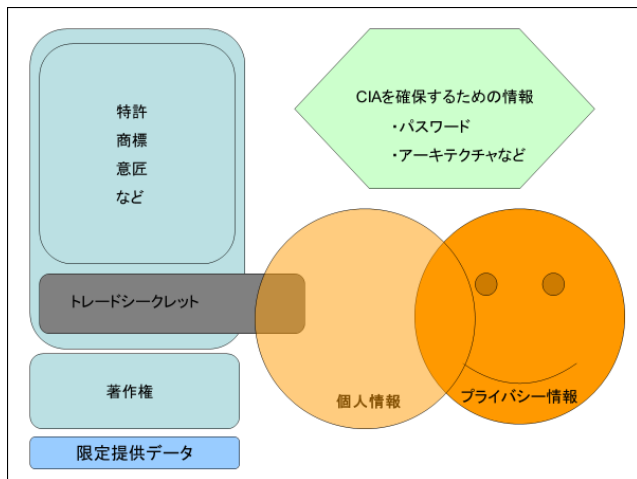 特許
商標
意匠
など
CIAを確保するための情報
・パスワード
・アーキテクチャなど
トレードシークレット
著作権
個人情報
プライバシー情報
限定提供データ